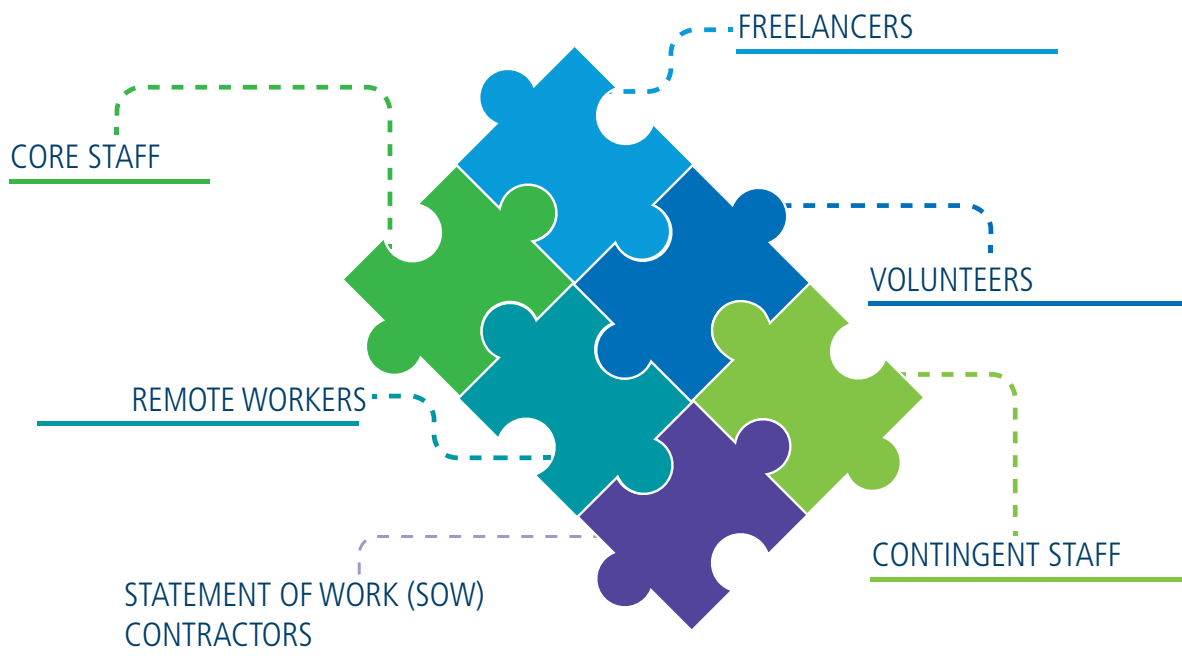 FREELANCERS
CORE STAFF
VOLUNTEERS
REMOTE WORKERS
CONTINGENT STAFF
STATEMENT OF WORK (SOW)
CONTRACTORS